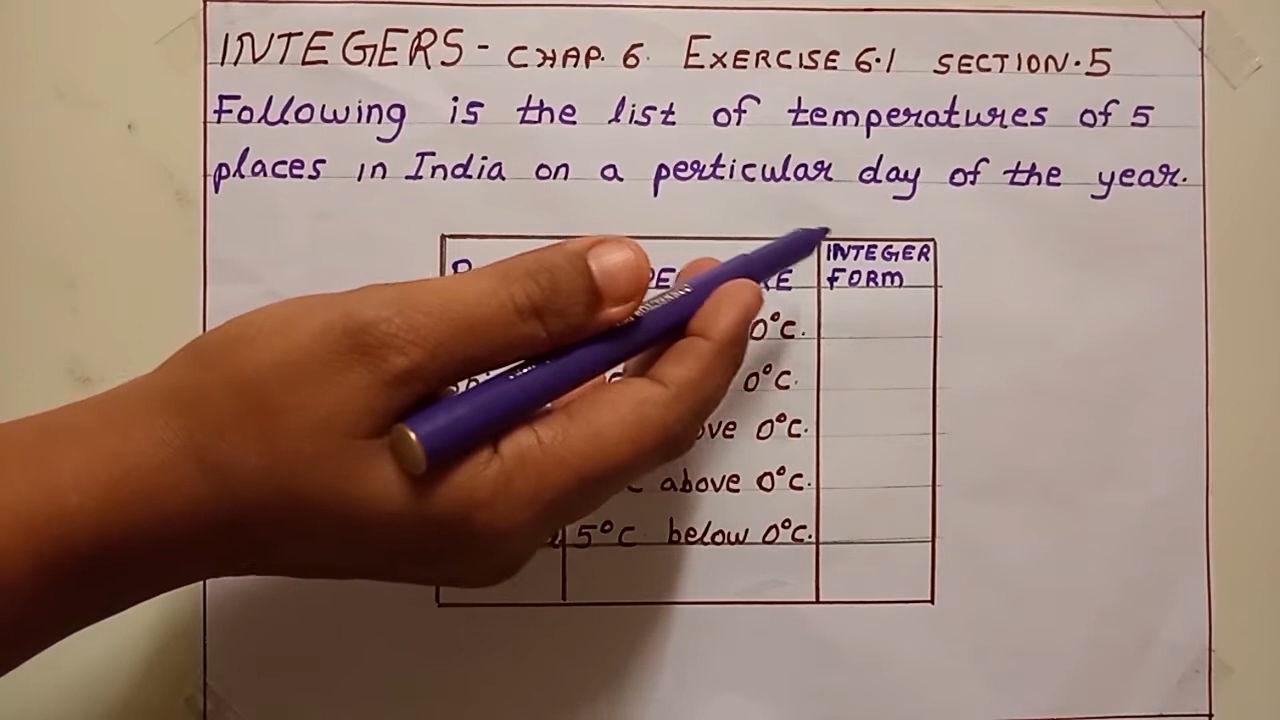 INTEGERS - CHAP. 6. EXERCISE 6.1 SECTION.5
Following is the list of temperatures of 5
places in India on a perticular day of the year.
INTEGER
FORM
0°C.
0°C.
0°C.
above 0°C.
5°C below 0°C.